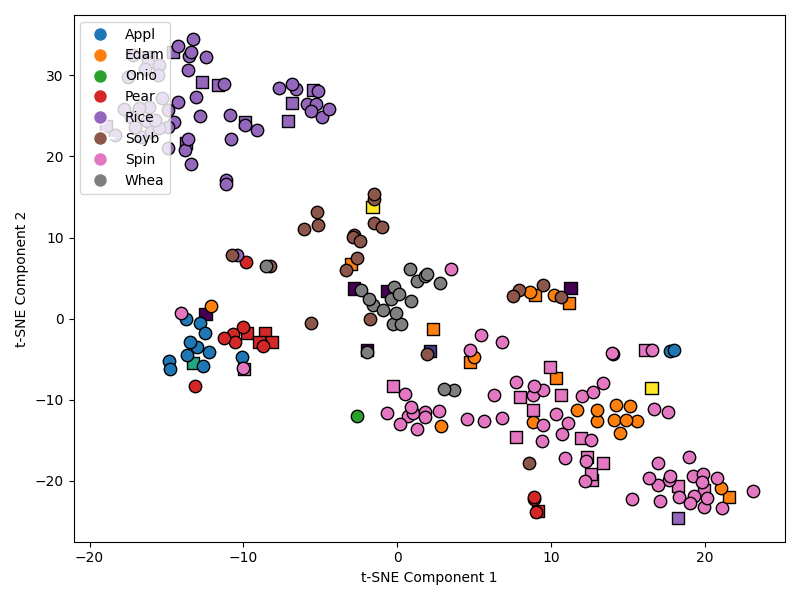 Appl
Edam
Onio
Pear
Rice
Soyb
Spin
Whea
30
20
10
0
−10
−20
−20
−10
0
10
20
t-SNE Component 1
t-SNE Component 2